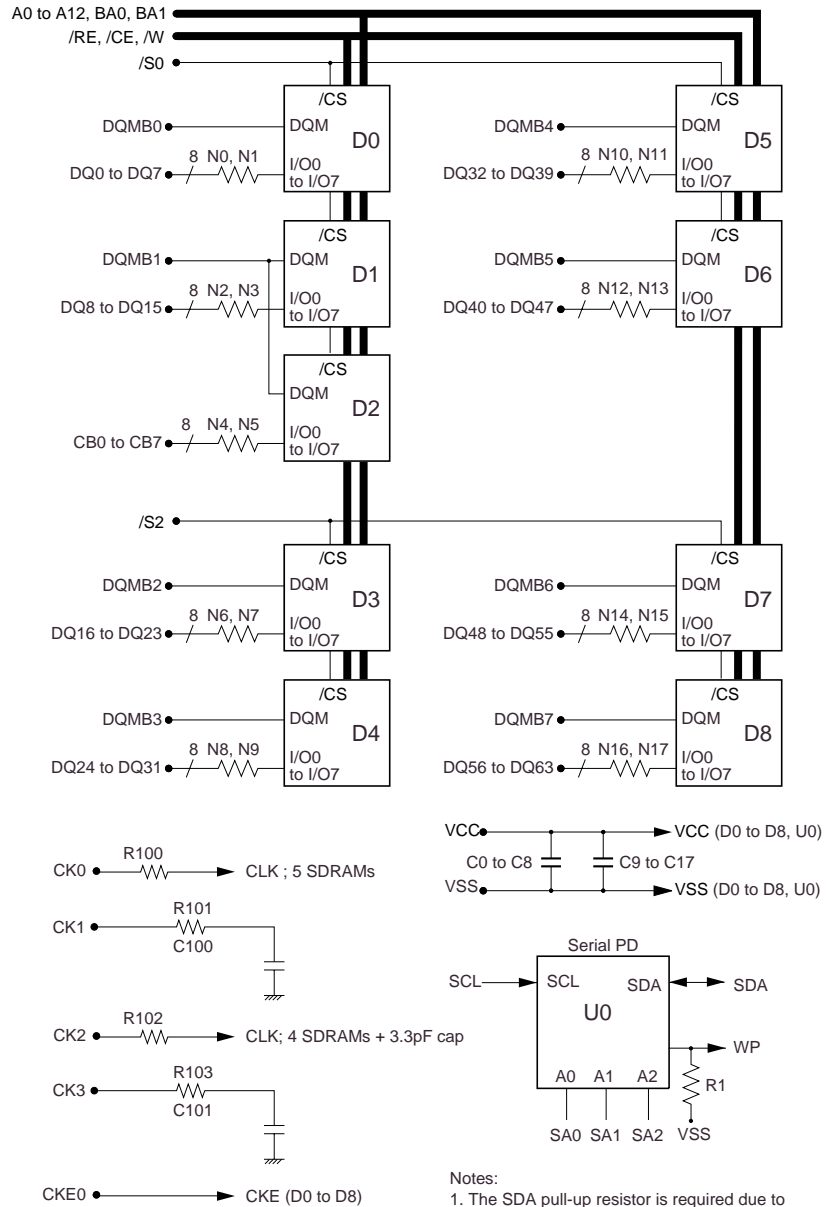 A0 to A12, BA0, BA1
/RE, /CE, /W
/S0
/CS
DQMB0
DQM
D0
DQ0 to DQ7
8
N0, N1
I/O0
to I/O7
/CS
DQMB4
DQM
D5
DQ32 to DQ39
8
N10, N11
I/O0
to I/O7
/CS
DQMB1
DQM
D1
DQ8 to DQ15
8
N2, N3
I/O0
to I/O7
/CS
DQMB5
DQM
D6
DQ40 to DQ47
8
N12, N13
I/O0
to I/O7
/CS
DQM
D2
CB0 to CB7
8
N4, N5
I/O0
to I/O7
/S2
/CS
DQMB2
DQM
D3
DQ16 to DQ23
8
N6, N7
I/O0
to I/O7
/CS
DQMB6
DQM
D7
DQ48 to DQ55
8
N14, N15
I/O0
to I/O7
/CS
DQMB3
DQM
D4
DQ24 to DQ31
8
N8, N9
I/O0
to I/O7
/CS
DQMB7
DQM
D8
DQ56 to DQ63
8
N16, N17
I/O0
to I/O7
CK0
R100
CLK ; 5 SDRAMs
CK1
R101
C100
CK2
R102
CLK; 4 SDRAMs + 3.3pF cap
CK3
R103
C101
CKE0
CKE (D0 to D8)
VCC
VCC (D0 to D8, U0)
C0 to C8
C9 to C17
VSS
VSS (D0 to D8, U0)
Serial PD
SCL
SCL
SDA
SDA
U0
WP
A0
A1
A2
R1
SA0
SA1
SA2
VSS
Notes:
1. The SDA pull-up resistor is required due to